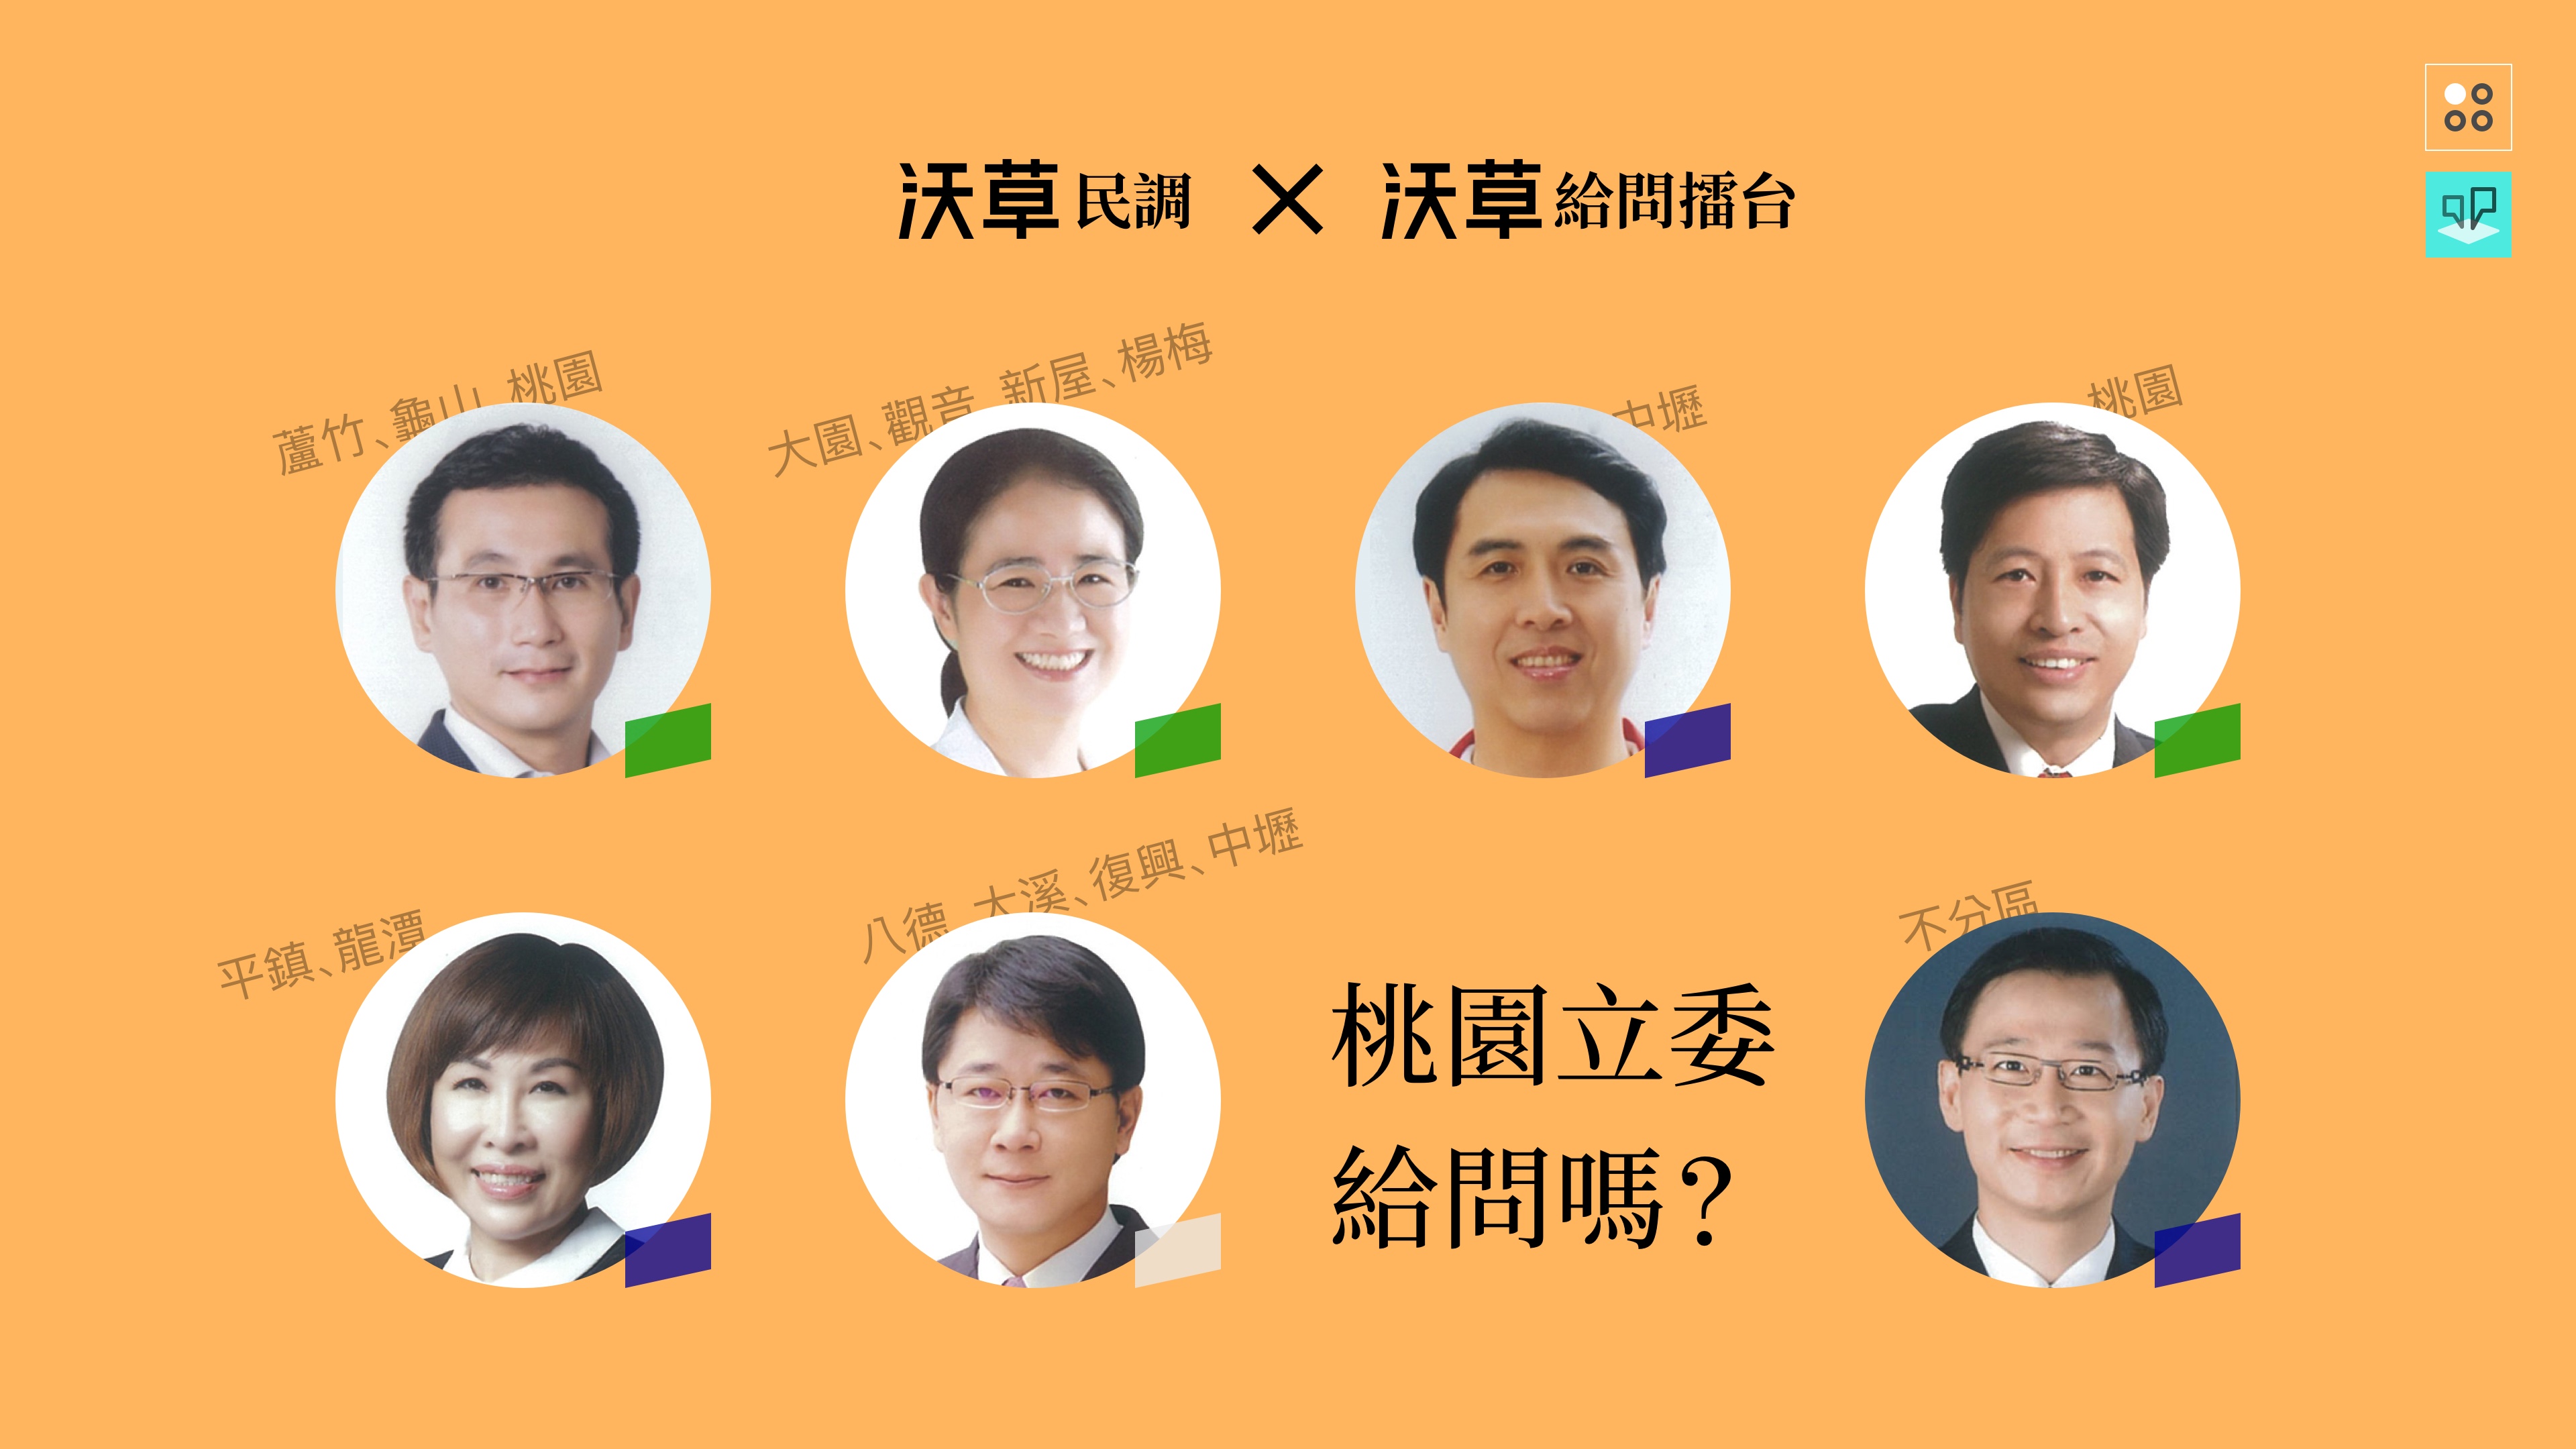 沃草民調 × 沃草給問擂台
蘆竹、龜山、桃園
大園、觀音、新屋、楊梅
中壢
桃園
平鎮、龍潭
八德、大溪、復興、中壢
不分區
桃園立委
給問嗎？